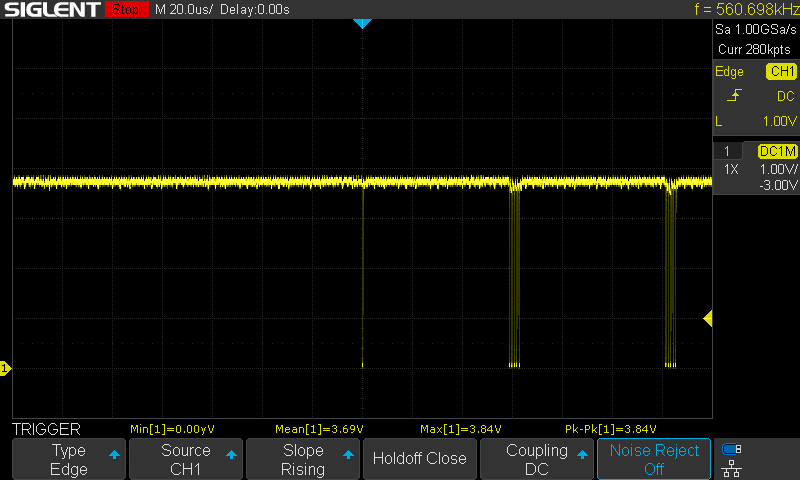 SIGLENT Stop M 20.0us/ Delay:0.00s f = 560.698kHz
Sa 1.00GSa/s
Curr 280kpts
Edge CH1
DC
L 1.00V
1 DC1M
1X 1.00V/
-3.00V
1
TRIGGER Min[1]=0.00yV Mean[1]=3.69V Max[1]=3.84V Pk-Pk[1]=3.84V
Type Source Slope Holdoff Close Coupling Noise Reject
Edge CH1 Rising DC Off